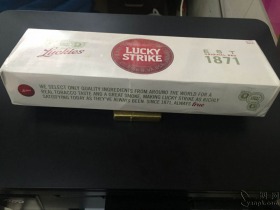 Luckies
LUCKY
STRIKE
EST
1871
WE SELECT ONLY QUALITY INGREDIENTS FROM AROUND THE WORLD FOR A
REAL TOBACCO TASTE AND A GREAT SMOKE, MAKING LUCKY STRIKE AS
SATISFYING TODAY AS THEY'VE ALWAYS BEEN. SINCE 1871, ALWAYS